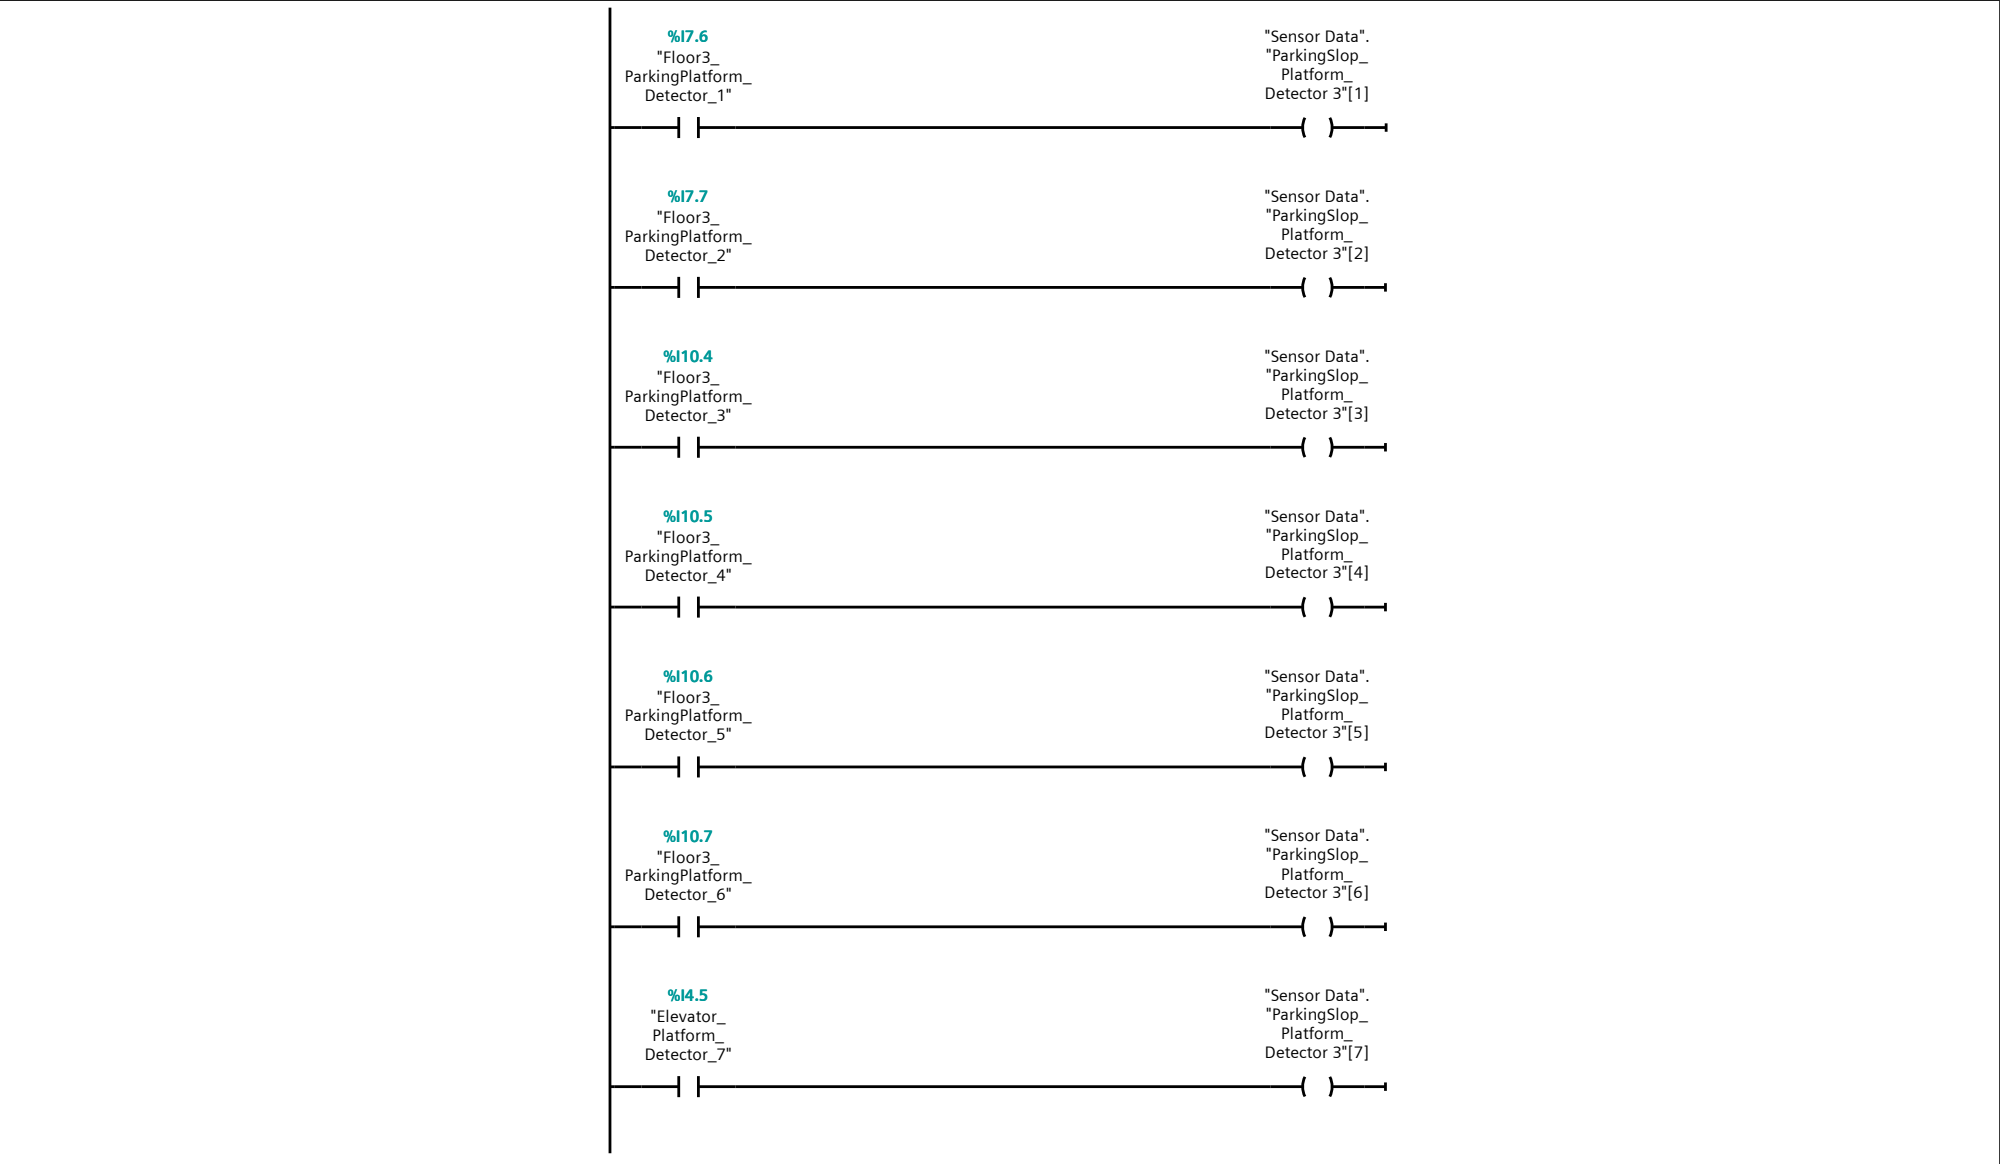 %I7.6
"Floor3_
ParkingPlatform_
Detector_1"
"Sensor Data".
"ParkingSlop_
Platform_
Detector 3"[1]
%I7.7
"Floor3_
ParkingPlatform_
Detector_2"
"Sensor Data".
"ParkingSlop_
Platform_
Detector 3"[2]
%I10.4
"Floor3_
ParkingPlatform_
Detector_3"
"Sensor Data".
"ParkingSlop_
Platform_
Detector 3"[3]
%I10.5
"Floor3_
ParkingPlatform_
Detector_4"
"Sensor Data".
"ParkingSlop_
Platform_
Detector 3"[4]
%I10.6
"Floor3_
ParkingPlatform_
Detector_5"
"Sensor Data".
"ParkingSlop_
Platform_
Detector 3"[5]
%I10.7
"Floor3_
ParkingPlatform_
Detector_6"
"Sensor Data".
"ParkingSlop_
Platform_
Detector 3"[6]
%I4.5
"Elevator_
Platform_
Detector_7"
"Sensor Data".
"ParkingSlop_
Platform_
Detector 3"[7]